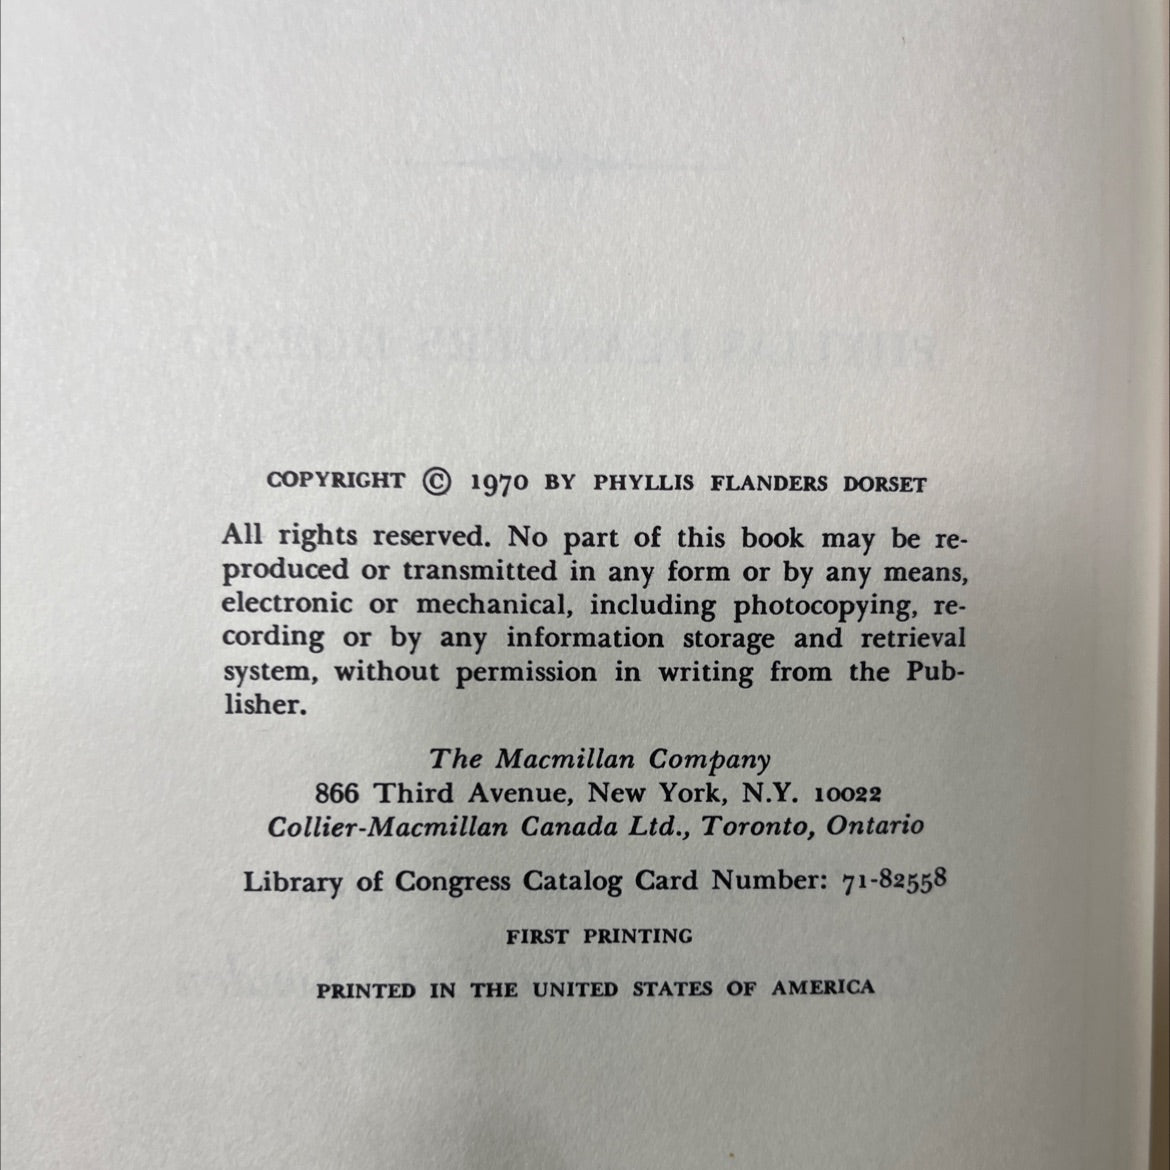 COPYRIGHT © 1970 BY PHYLLIS FLANDERS DORSET
All rights reserved. No part of this book may be re-
produced or transmitted in any form or by any means,
electronic or mechanical, including photocopying, re-
cording or by any information storage and retrieval
system, without permission in writing from the Pub-
lisher.
The Macmillan Company
866 Third Avenue, New York, N.Y. 10022
Collier-Macmillan Canada Ltd., Toronto, Ontario
Library of Congress Catalog Card Number: 71-82558
FIRST PRINTING
PRINTED IN THE UNITED STATES OF AMERICA